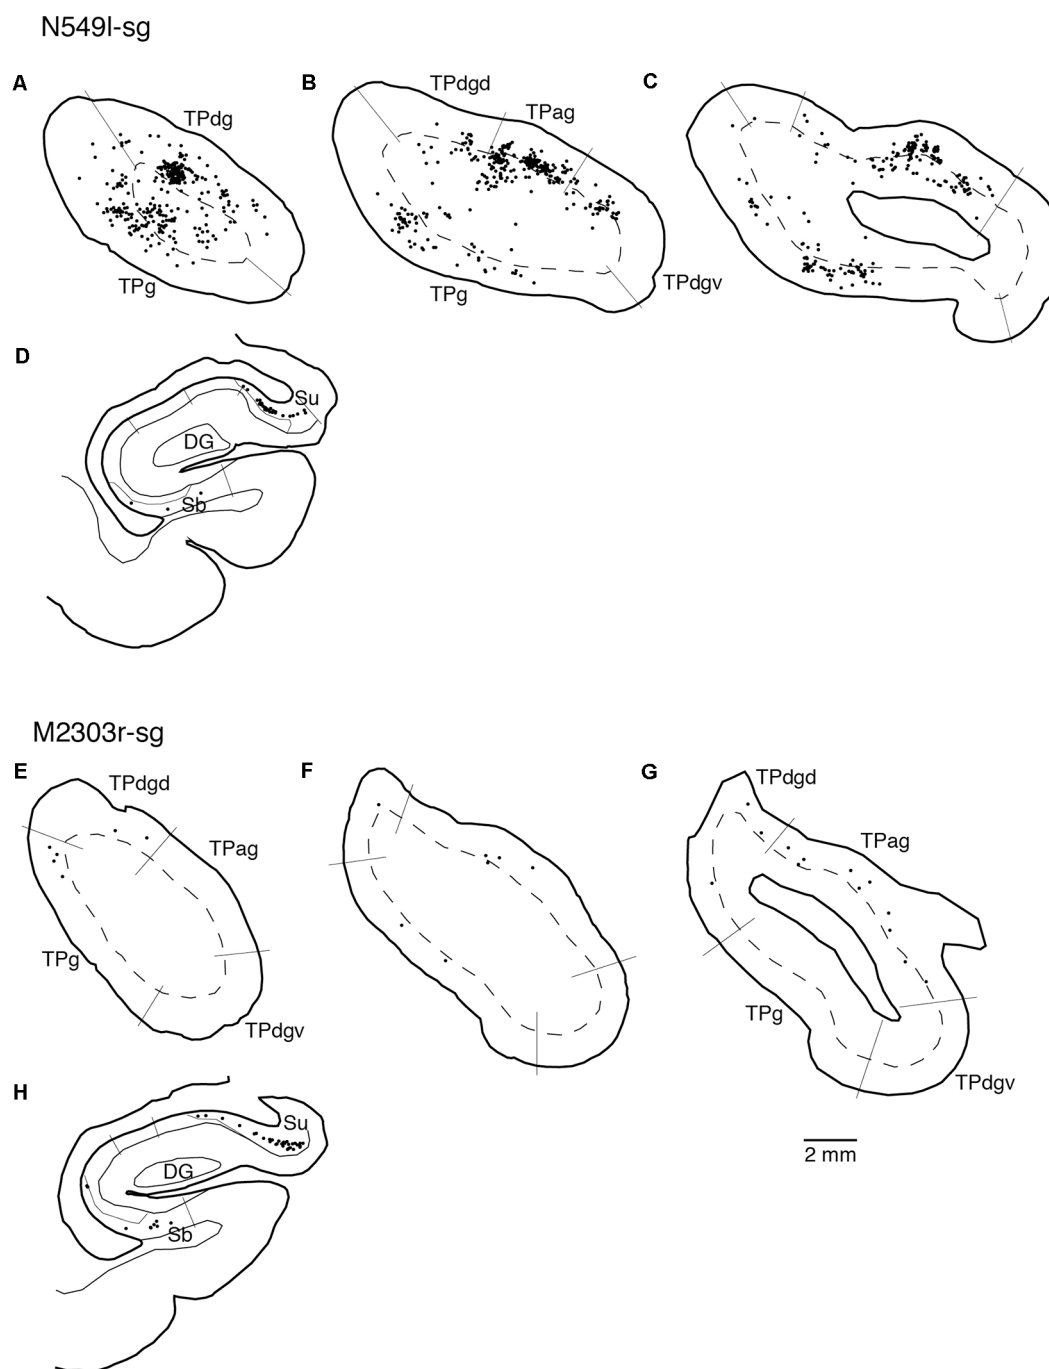 N549l-sg
A
TPdg
TPg
B
TPdgd
TPag
TPg
TPdgv
C
D
Su
DG
Sb
M2303r-sg
E
TPdgd
TPag
TPg
TPdgv
F
G
TPdgd
TPag
TPg
TPdgv
2 mm
H
Su
DG
Sb